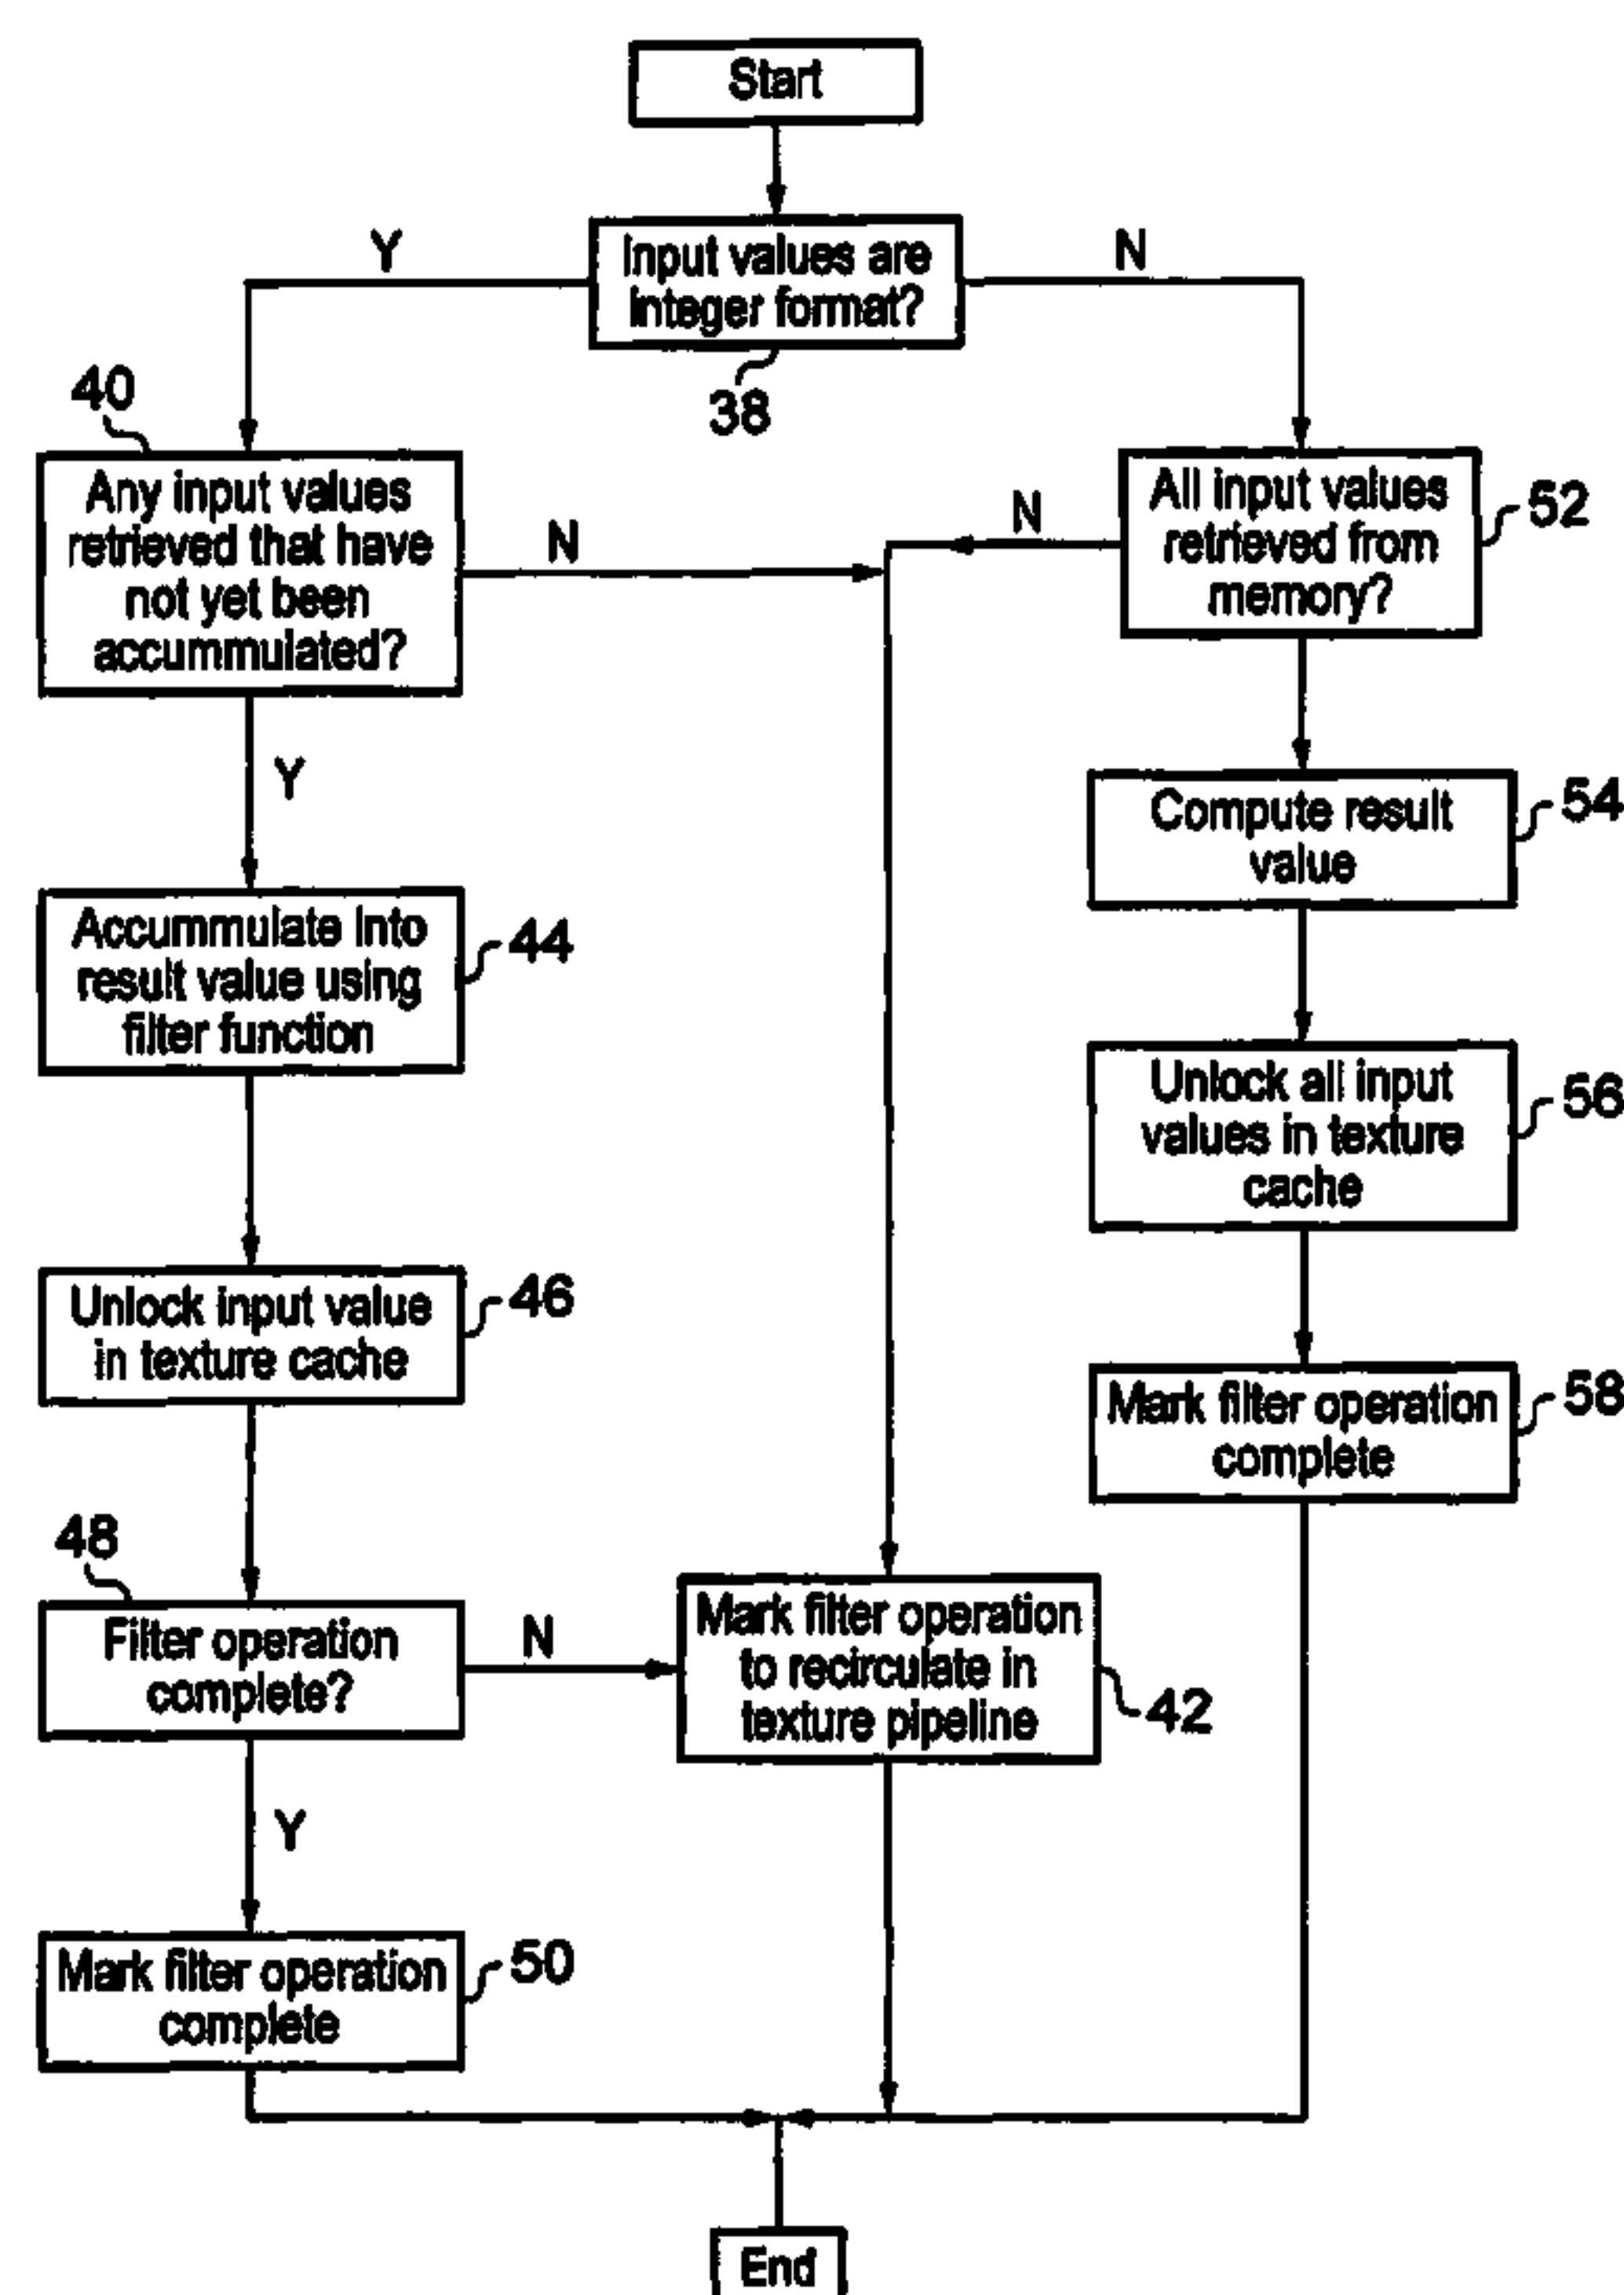 Start
Input values are
integer format?
Y
N
38
40
Any input values
retrieved that have
not yet been
accummulated?
N
N
All input values
retrieved from
memory?
52
Y
Compute result
value
54
Accummulate into
result value using
filter function
44
Unlock all input
values in texture
cache
56
Unlock input value
in texture cache
46
Mark filter operation
complete
58
48
Filter operation
complete?
N
Mark filter operation
to recirculate in
texture pipeline
42
Y
Mark filter operation
complete
50
End